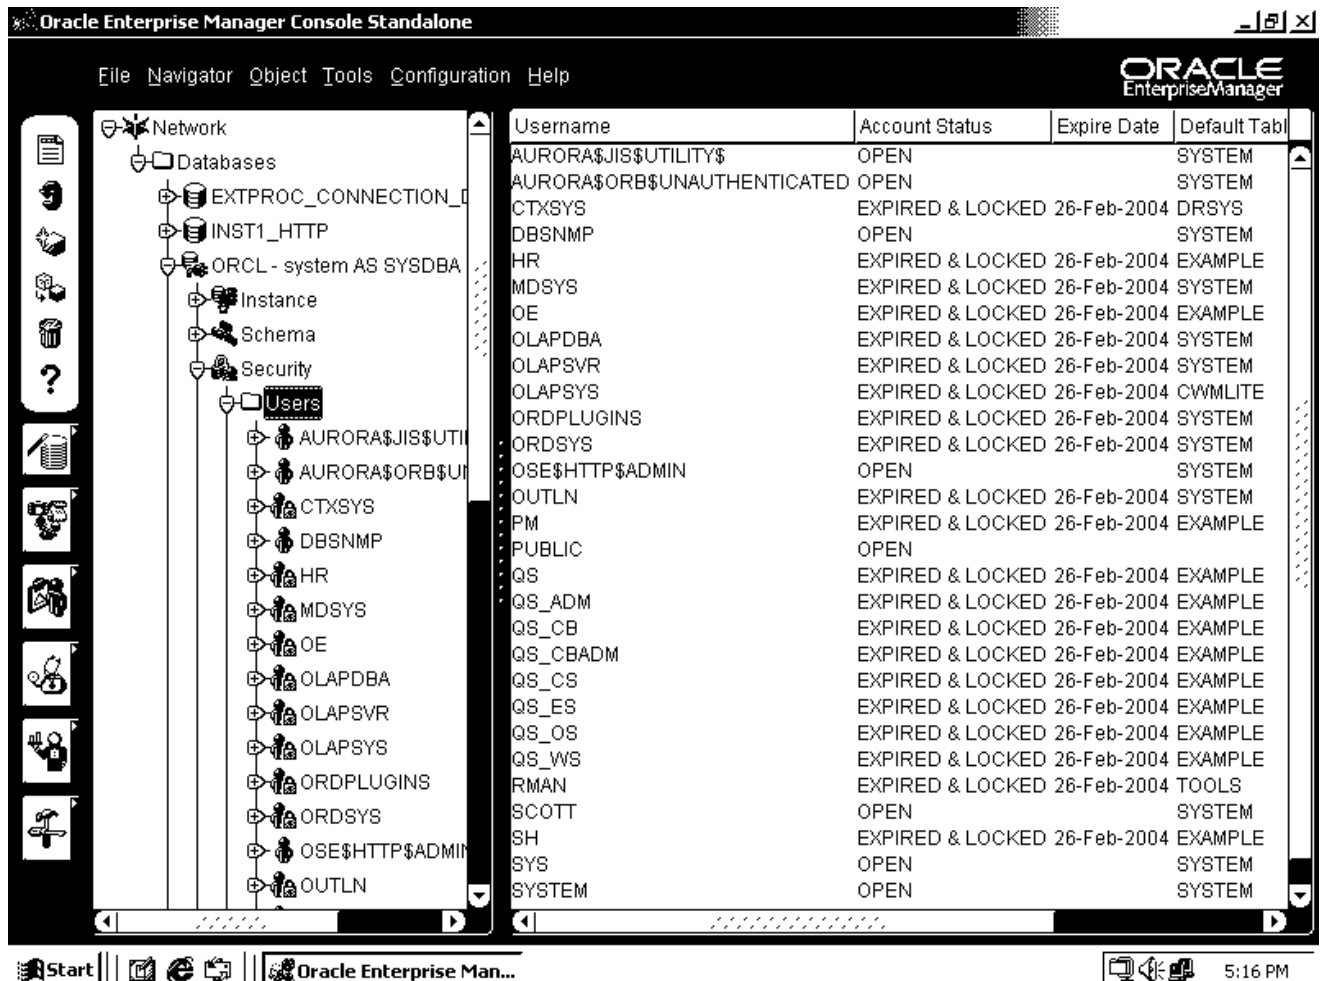 Oracle Enterprise Manager Console Standalone
File Navigator Object Tools Configuration Help
ORACLE
EnterpriseManager
Network
Databases
EXTPROC_CONNECTION_
INST1_HTTP
ORCL - system AS SYSDBA
Instance
Schema
Security
Users
AURORA$JIS$UTI
AURORA$ORB$U
CTXSYS
DBSNMP
HR
MDSYS
OE
OLAPDBA
OLAPSVR
OLAPSYS
ORDPLUGINS
ORDSYS
OSE$HTTP$ADMI
OUTLN
Username Account Status Expire Date Default Tabl
AURORA$JIS$UTILITY$ OPEN SYSTEM
AURORA$ORB$UNAUTHENTICATED OPEN SYSTEM
CTXSYS EXPIRED & LOCKED 26-Feb-2004 DRSYS
DBSNMP OPEN SYSTEM
HR EXPIRED & LOCKED 26-Feb-2004 EXAMPLE
MDSYS EXPIRED & LOCKED 26-Feb-2004 SYSTEM
OE EXPIRED & LOCKED 26-Feb-2004 EXAMPLE
OLAPDBA EXPIRED & LOCKED 26-Feb-2004 SYSTEM
OLAPSVR EXPIRED & LOCKED 26-Feb-2004 SYSTEM
OLAPSYS EXPIRED & LOCKED 26-Feb-2004 CWMLITE
ORDPLUGINS EXPIRED & LOCKED 26-Feb-2004 SYSTEM
ORDSYS EXPIRED & LOCKED 26-Feb-2004 SYSTEM
OSE$HTTP$ADMIN OPEN SYSTEM
OUTLN EXPIRED & LOCKED 26-Feb-2004 SYSTEM
PM EXPIRED & LOCKED 26-Feb-2004 EXAMPLE
PUBLIC OPEN
QS EXPIRED & LOCKED 26-Feb-2004 EXAMPLE
QS_ADM EXPIRED & LOCKED 26-Feb-2004 EXAMPLE
QS_CB EXPIRED & LOCKED 26-Feb-2004 EXAMPLE
QS_CBADM EXPIRED & LOCKED 26-Feb-2004 EXAMPLE
QS_CS EXPIRED & LOCKED 26-Feb-2004 EXAMPLE
QS_ES EXPIRED & LOCKED 26-Feb-2004 EXAMPLE
QS_OS EXPIRED & LOCKED 26-Feb-2004 EXAMPLE
QS_WS EXPIRED & LOCKED 26-Feb-2004 EXAMPLE
RMAN EXPIRED & LOCKED 26-Feb-2004 TOOLS
SCOTT OPEN SYSTEM
SH EXPIRED & LOCKED 26-Feb-2004 EXAMPLE
SYS OPEN SYSTEM
SYSTEM OPEN SYSTEM
Start Oracle Enterprise Man... 5:16 PM